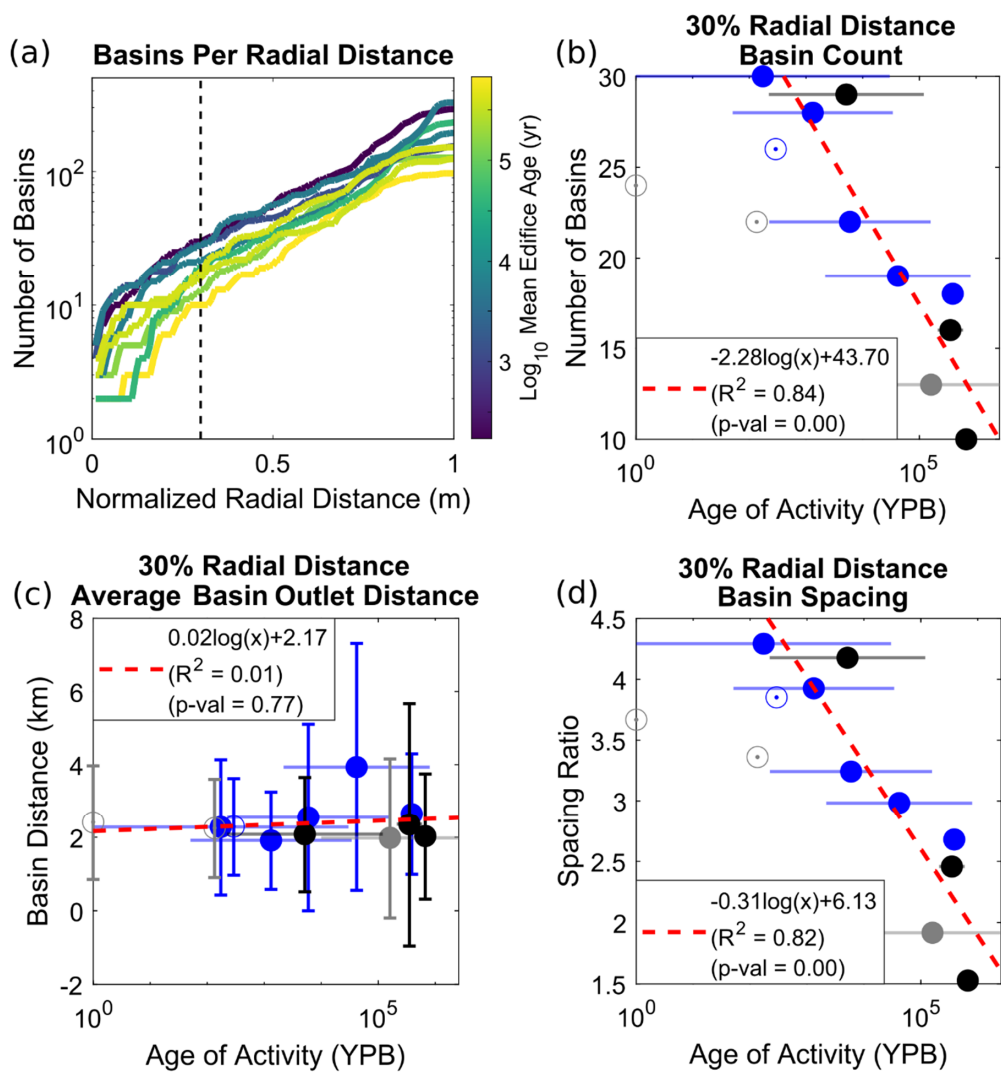 (a)
Basins Per Radial Distance
Number of Basins
10^2
10^1
10^0
0
0.5
1
Normalized Radial Distance (m)
5
4
3
Log_10 Mean Edifice Age (yr)
(b)
30% Radial Distance
Basin Count
Number of Basins
30
25
20
15
10
-2.28log(x)+43.70
(R^2 = 0.84)
(p-val = 0.00)
10^0
10^5
Age of Activity (YPB)
(c)
30% Radial Distance
Average Basin Outlet Distance
Basin Distance (km)
8
6
4
2
0
-2
0.02log(x)+2.17
(R^2 = 0.01)
(p-val = 0.77)
10^0
10^5
Age of Activity (YPB)
(d)
30% Radial Distance
Basin Spacing
Spacing Ratio
4.5
4
3.5
3
2.5
2
1.5
-0.31log(x)+6.13
(R^2 = 0.82)
(p-val = 0.00)
10^0
10^5
Age of Activity (YPB)